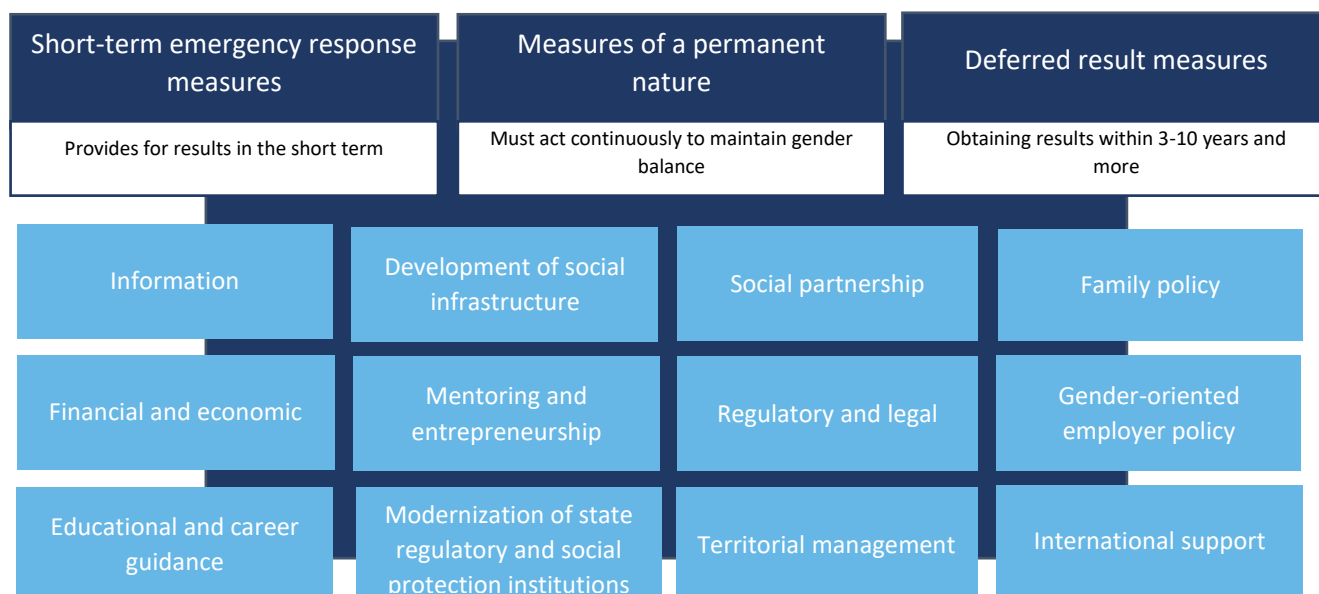 Short-term emergency response
measures
Measures of a permanent
nature
Deferred result measures
Provides for results in the short term
Must act continuously to maintain gender
balance
Obtaining results within 3-10 years and
more
Information
Development of social
infrastructure
Social partnership
Family policy
Financial and economic
Mentoring and
entrepreneurship
Regulatory and legal
Gender-oriented
employer policy
Educational and career
guidance
Modernization of state
regulatory and social
protection institutions
Territorial management
International support